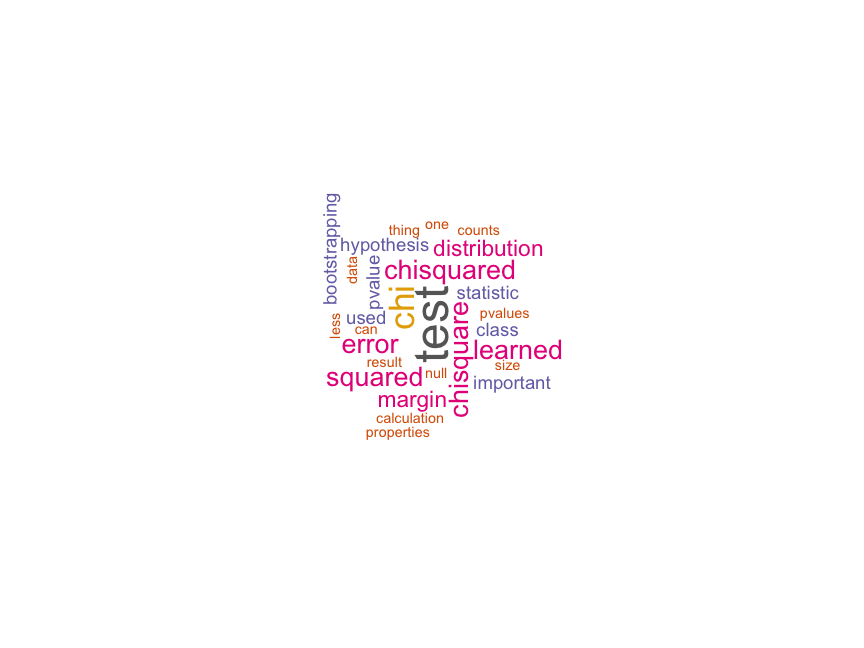 bootstrapping
thing
one
counts
hypothesis
distribution
data
pvalue
chisquared
chi
test
statistic
less
used
can
pvalues
class
error
chisquare
learned
result
size
squared
null
important
margin
calculation
properties